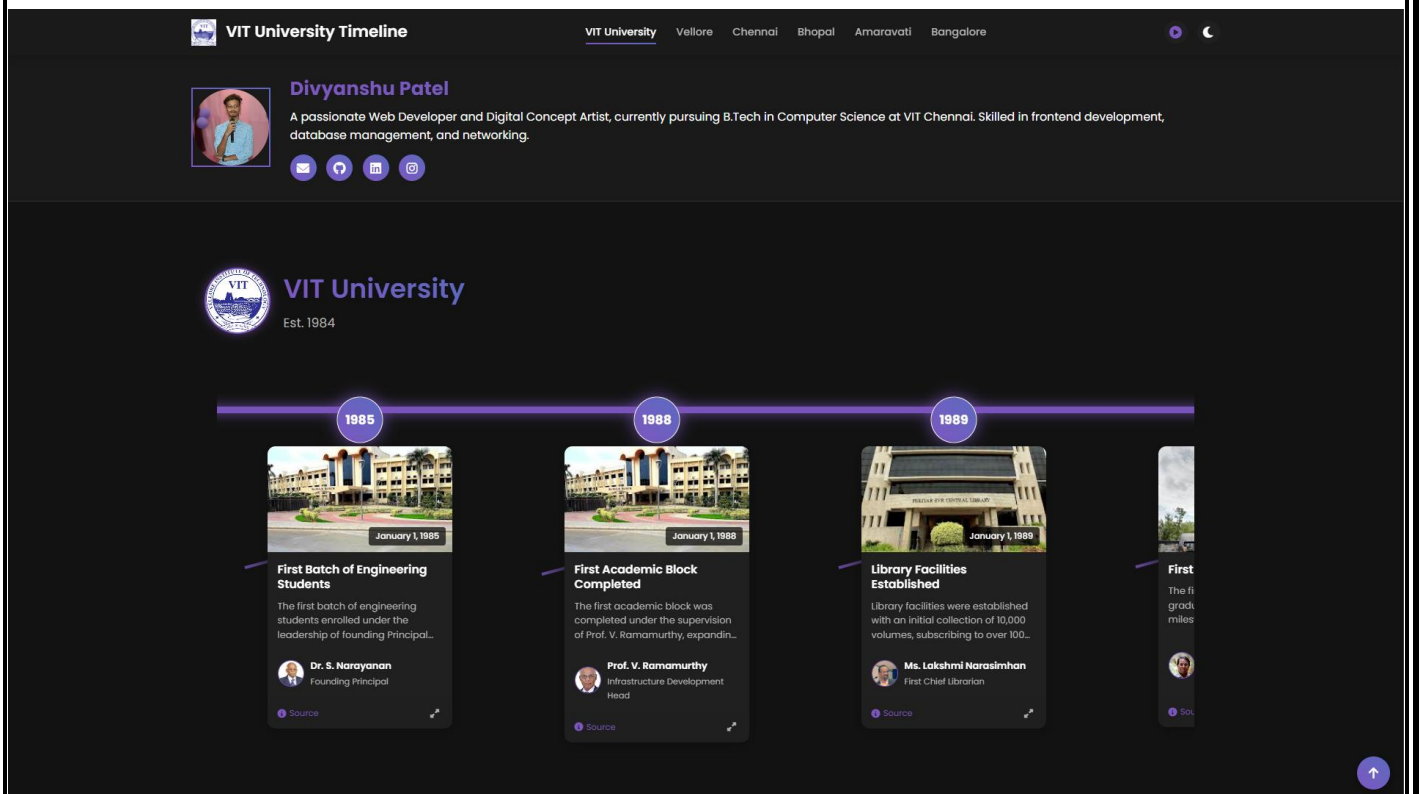 VIT University Timeline
VIT University Vellore Chennai Bhopal Amaravati Bangalore
Divyanshu Patel
A passionate Web Developer and Digital Concept Artist, currently pursuing B.Tech in Computer Science at VIT Chennai. Skilled in frontend development,
database management, and networking.
VIT
VIT University
Est. 1984
1985
January 1, 1985
First Batch of Engineering
Students
The first batch of engineering
students enrolled under the
leadership of founding Principal...
Dr. S. Narayanan
Founding Principal
Source
1988
January 1, 1988
First Academic Block
Completed
The first academic block was
completed under the supervision
of Prof. V. Ramamurthy, expandin...
Prof. V. Ramamurthy
Infrastructure Development
Head
Source
1989
PERIYAR EVR CENTRAL LIBRARY
January 1, 1989
Library Facilities
Established
Library facilities were established
with an initial collection of 10,000
volumes, subscribing to over 100...
Ms. Lakshmi Narasimhan
First Chief Librarian
Source
First
The fi
gradu
miles
Sou